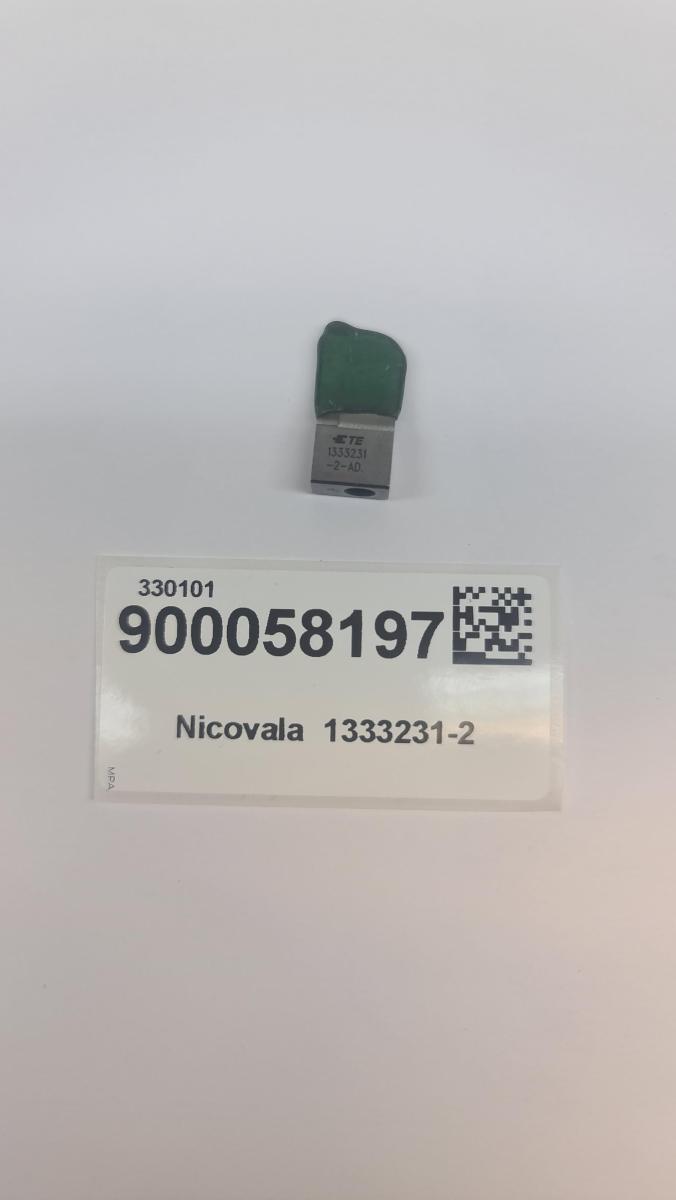 TE
1333231
-2-AD.
330101
900058197
Nicovala 1333231-2
MPA